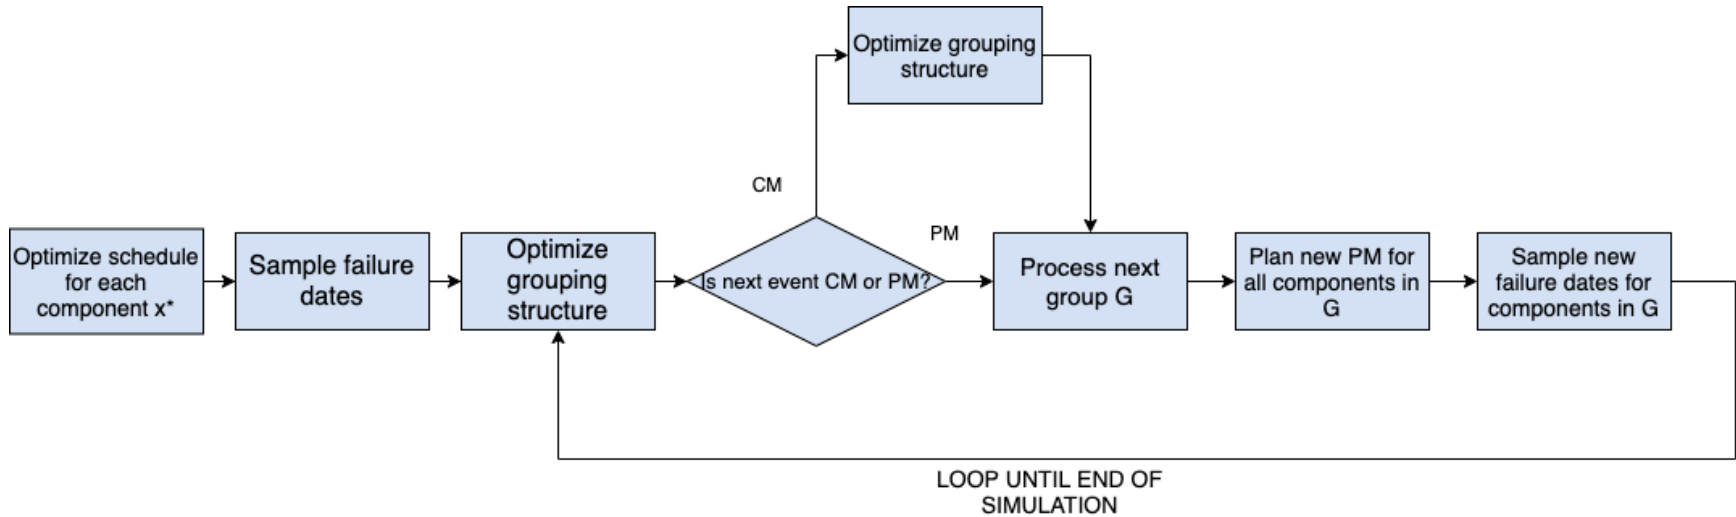 Optimize grouping
structure
CM
PM
Optimize schedule
for each
component x*
Sample failure
dates
Optimize
grouping
structure
Is next event CM or PM?
Process next
group G
Plan new PM for
all components in
G
Sample new
failure dates for
components in G
LOOP UNTIL END OF
SIMULATION